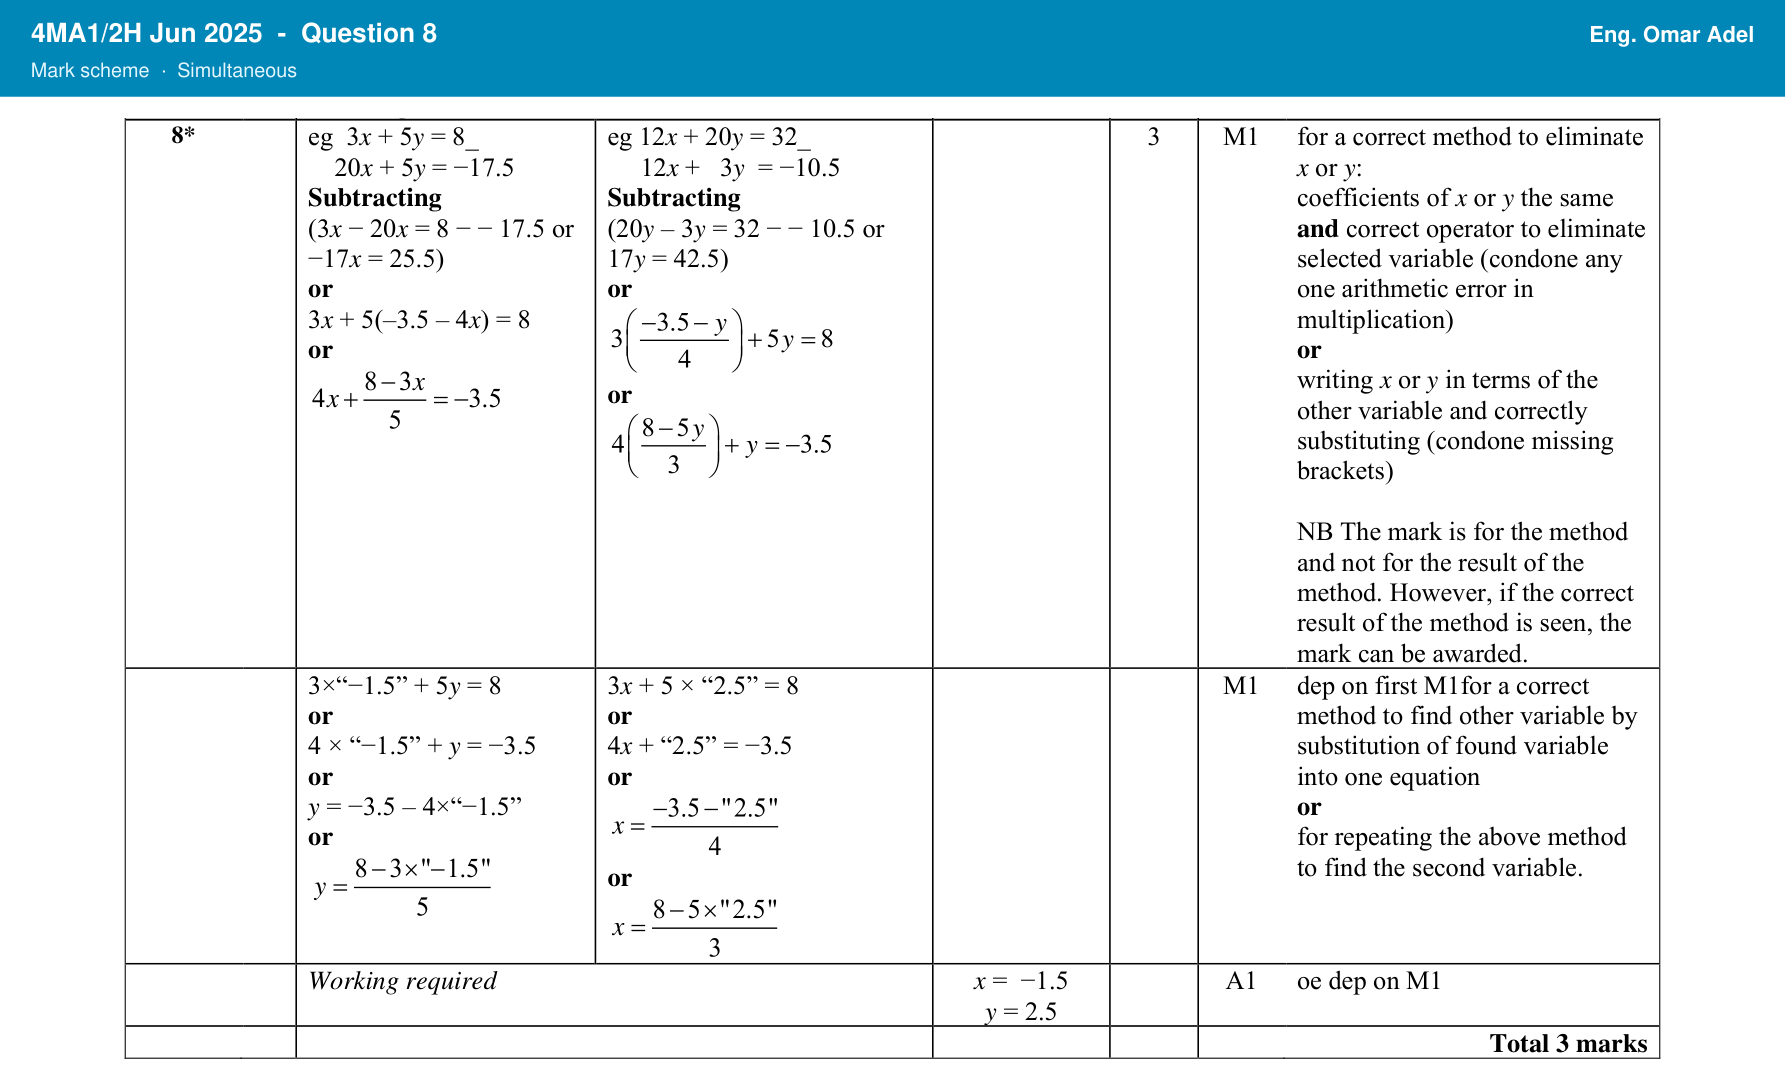 4MA1/2H Jun 2025 - Question 8
Eng. Omar Adel
Mark scheme · Simultaneous
8*
eg 3x + 5y = 8_
20x + 5y = −17.5
Subtracting
(3x − 20x = 8 − − 17.5 or
−17x = 25.5)
or
3x + 5(–3.5 – 4x) = 8
or
4x + (8 − 3x)/5 = −3.5
eg 12x + 20y = 32_
12x + 3y = −10.5
Subtracting
(20y – 3y = 32 − − 10.5 or
17y = 42.5)
or
3((−3.5 − y)/4) + 5y = 8
or
4((8 − 5y)/3) + y = −3.5
3
M1
for a correct method to eliminate
x or y:
coefficients of x or y the same
and correct operator to eliminate
selected variable (condone any
one arithmetic error in
multiplication)
or
writing x or y in terms of the
other variable and correctly
substituting (condone missing
brackets)
NB The mark is for the method
and not for the result of the
method. However, if the correct
result of the method is seen, the
mark can be awarded.
3×“−1.5” + 5y = 8
or
4 × “−1.5” + y = −3.5
or
y = −3.5 – 4×“−1.5”
or
y = (8 − 3×"−1.5")/5
3x + 5 × “2.5” = 8
or
4x + “2.5” = −3.5
or
x = (−3.5 − "2.5")/4
or
x = (8 − 5×"2.5")/3
M1
dep on first M1for a correct
method to find other variable by
substitution of found variable
into one equation
or
for repeating the above method
to find the second variable.
Working required
x = −1.5
y = 2.5
A1
oe dep on M1
Total 3 marks